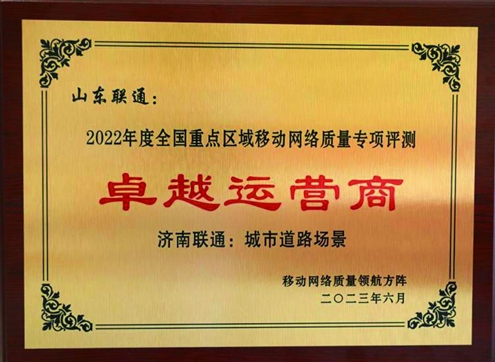 山东联通：
2022年度全国重点区域移动网络质量专项评测
卓越运营商
济南联通：城市道路场景
移动网络质量领航方阵
二〇二三年六月